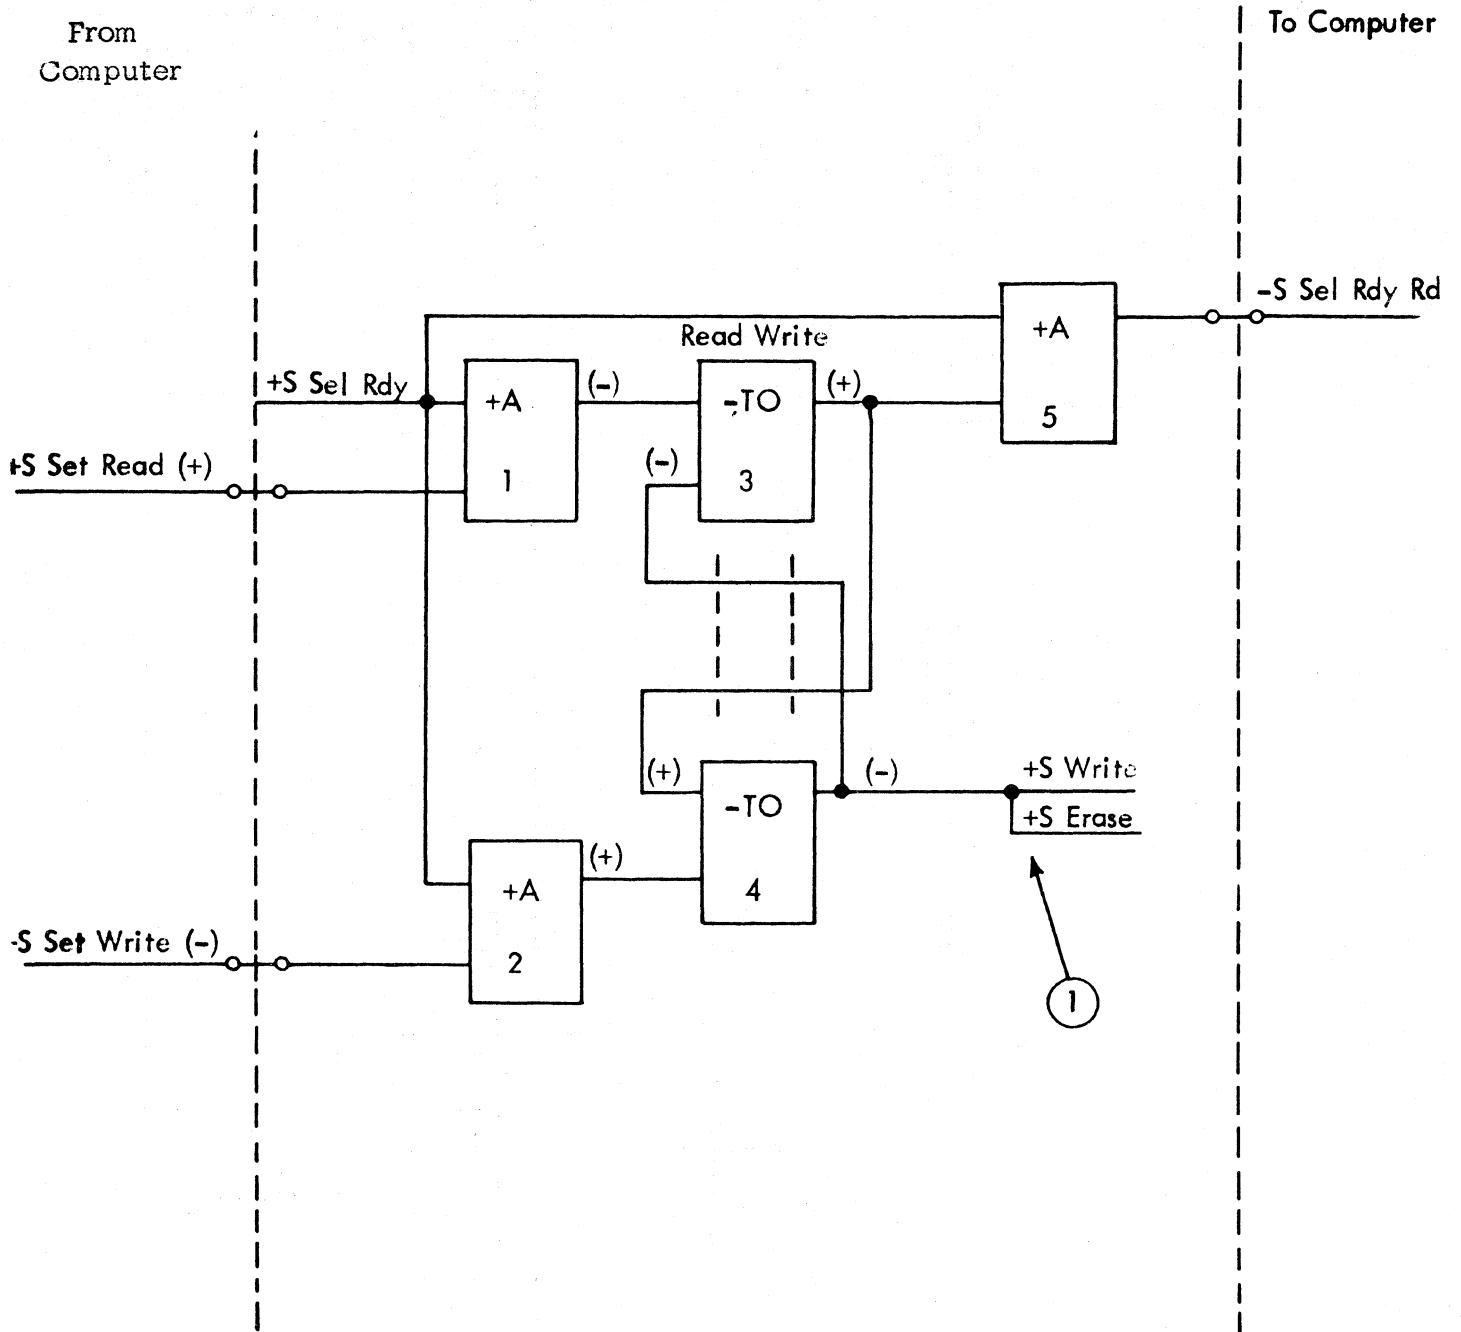 From
Computer
To Computer
-S Sel Rdy Rd
+A
5
Read Write
+S Sel Rdy
+A
1
(-)
-TO
3
(+)
(-)
+S Set Read (+)
(+)
-TO
4
(-)
+S Write
+S Erase
(+)
+A
2
-S Set Write (-)
1